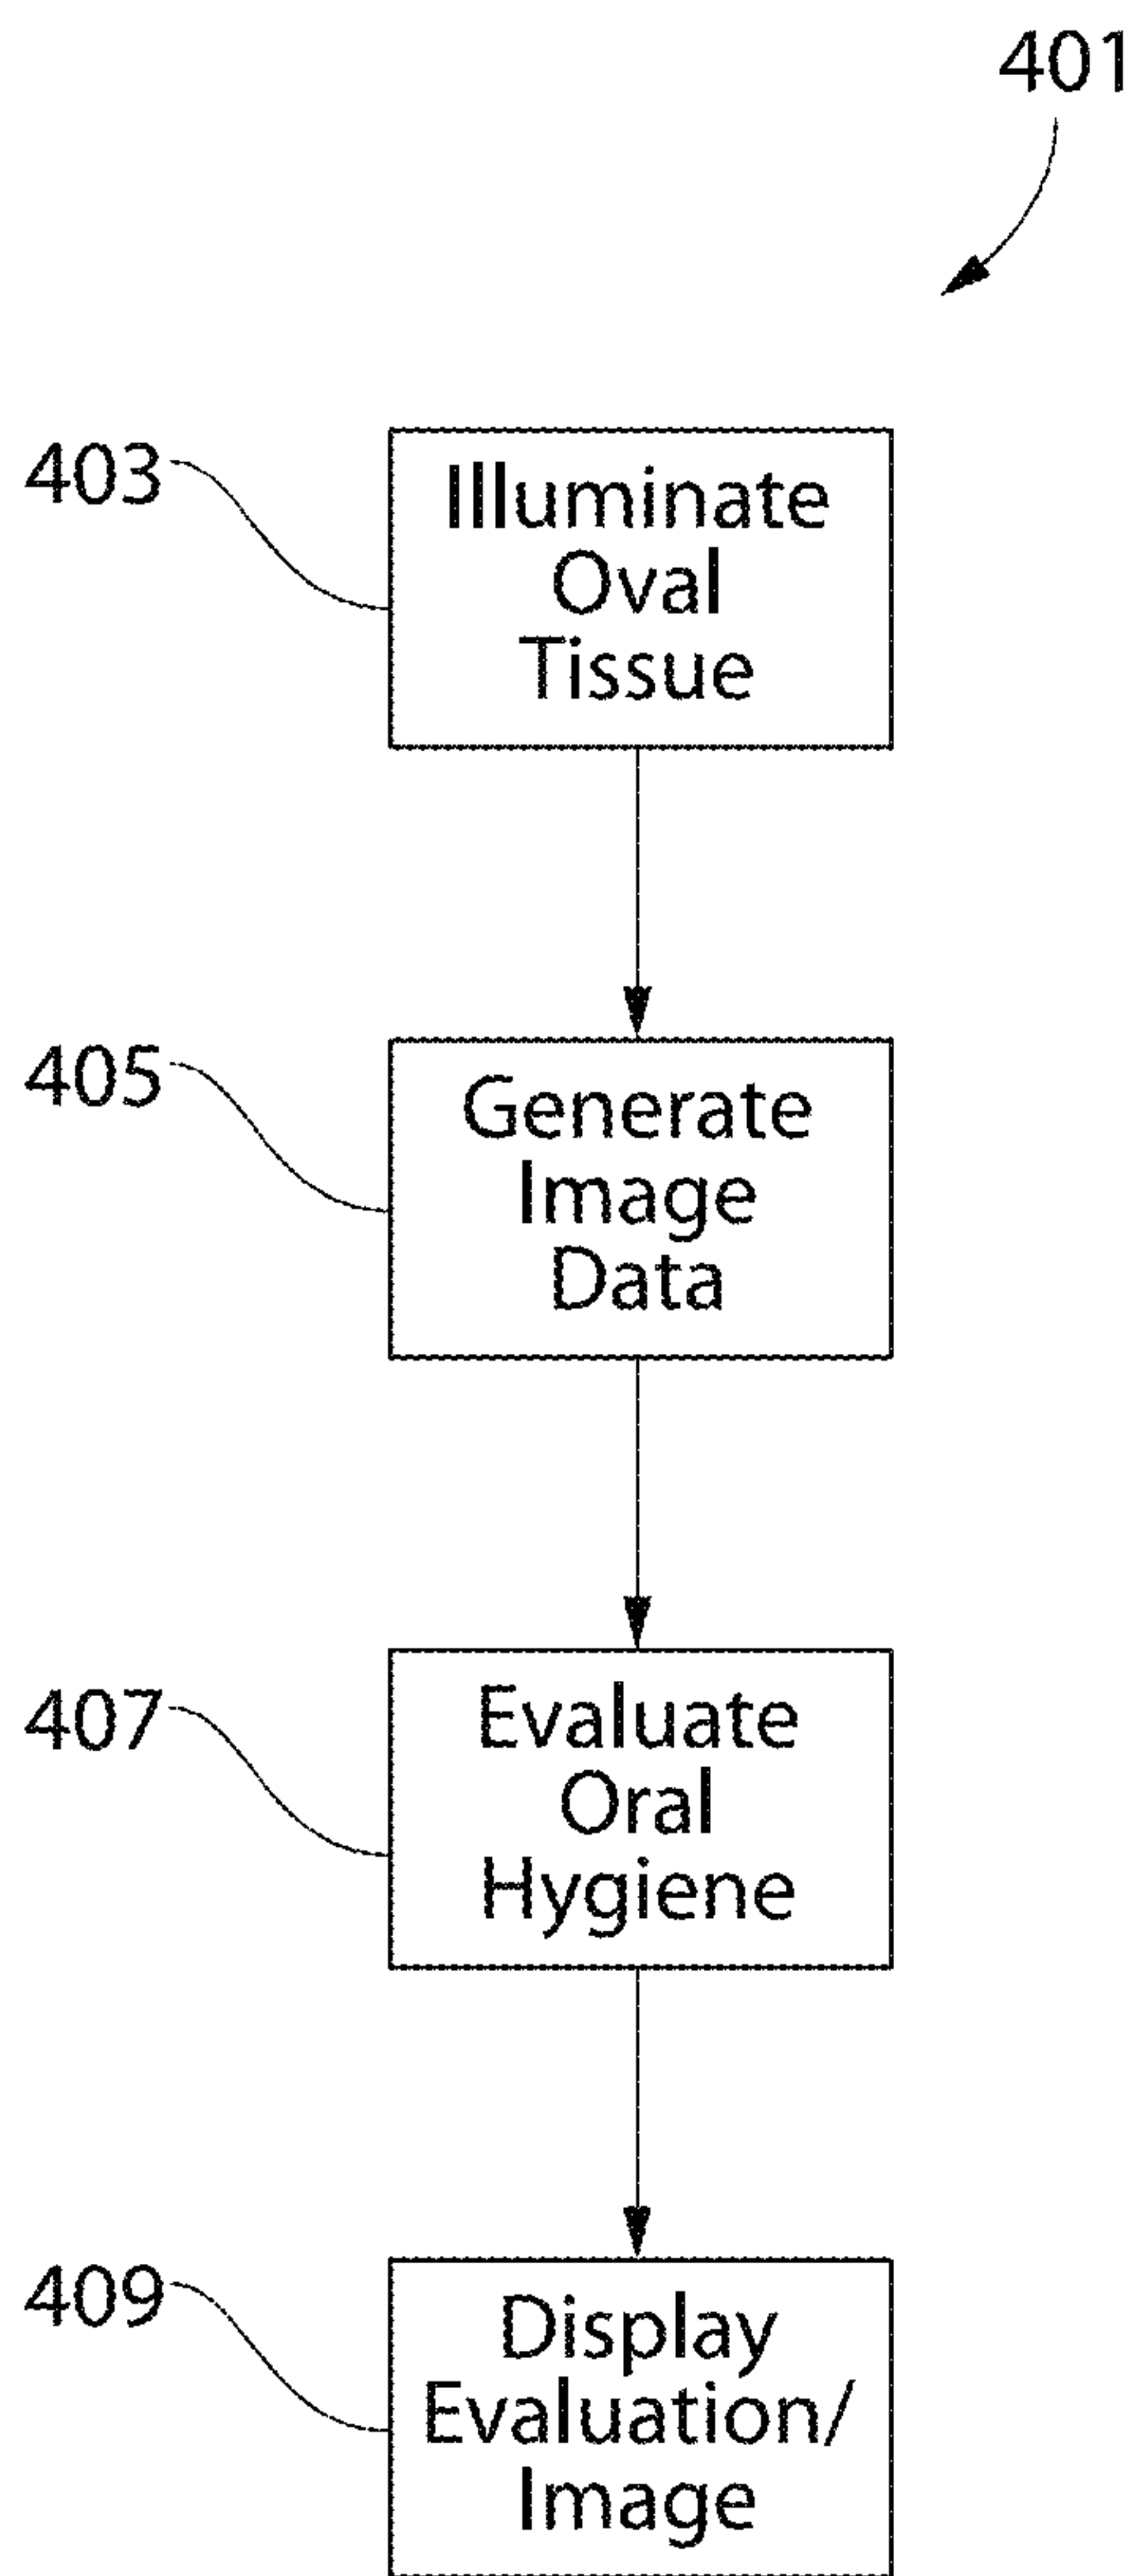 401
403
Illuminate
Oval
Tissue
405
Generate
Image
Data
407
Evaluate
Oral
Hygiene
409
Display
Evaluation/
Image